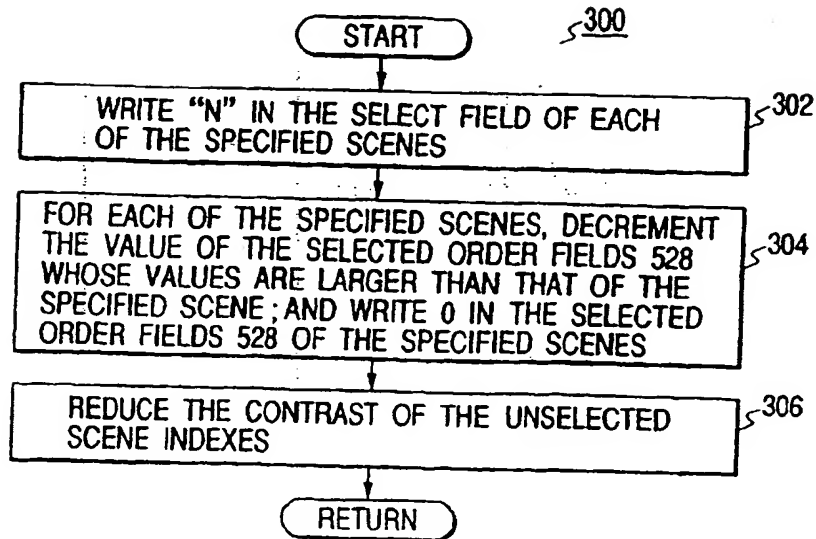 300
START
WRITE "N" IN THE SELECT FIELD OF EACH
OF THE SPECIFIED SCENES
302
FOR EACH OF THE SPECIFIED SCENES, DECREMENT
THE VALUE OF THE SELECTED ORDER FIELDS 528
WHOSE VALUES ARE LARGER THAN THAT OF THE
SPECIFIED SCENE; AND WRITE 0 IN THE SELECTED
ORDER FIELDS 528 OF THE SPECIFIED SCENES
304
REDUCE THE CONTRAST OF THE UNSELECTED
SCENE INDEXES
306
RETURN